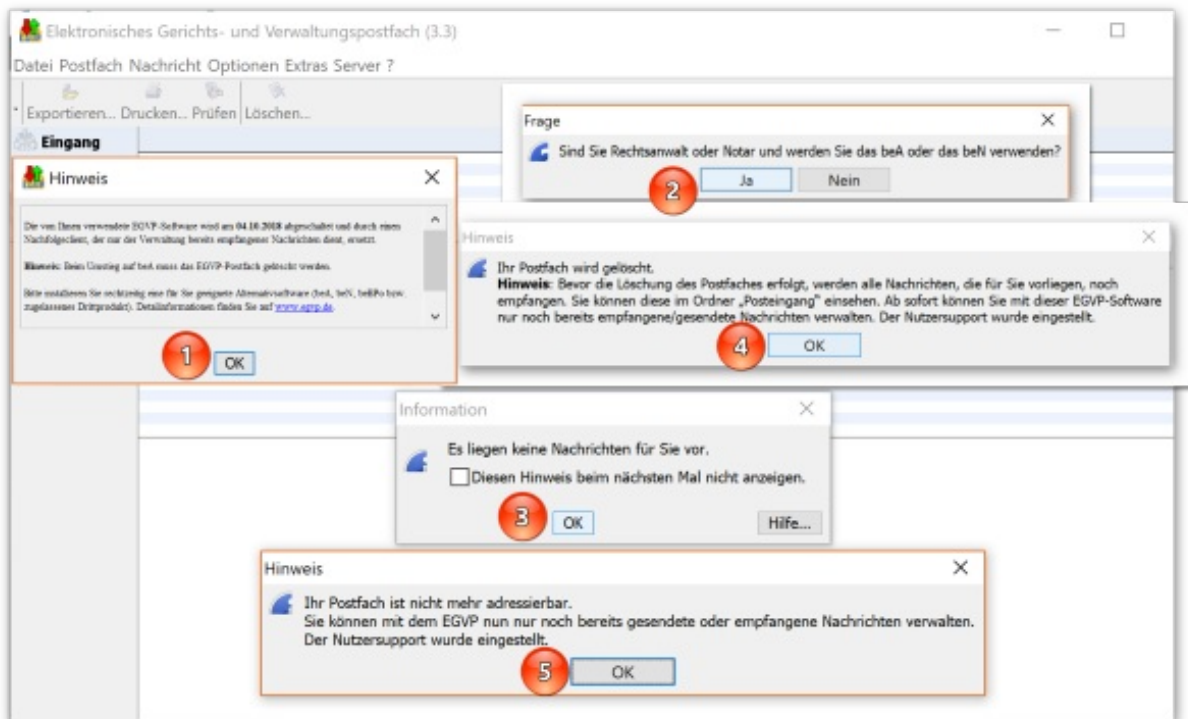 Elektronisches Gerichts- und Verwaltungspostfach (3.3)
Datei Postfach Nachricht Optionen Extras Server ?
Exportieren... Drucken... Prüfen Löschen...
Eingang
Hinweis
Die von Ihnen verwendete EGVP-Software wird am 04.10.2018 abgeschaltet und durch einen
Nachfolgeclient, der nur der Verwaltung bereits empfangener Nachrichten dient, ersetzt.
Hinweis: Beim Umstieg auf beA muss das EGVP-Postfach gelöscht werden.
Bitte installieren Sie rechtzeitig eine für Sie geeignete Alternativsoftware (beA, beN, beBPo bzw.
zugelassenes Drittprodukt). Detailinformationen finden Sie auf www.egvp.de.
1
OK
Frage
Sind Sie Rechtsanwalt oder Notar und werden Sie das beA oder das beN verwenden?
2
Ja Nein
Hinweis
Ihr Postfach wird gelöscht.
Hinweis: Bevor die Löschung des Postfaches erfolgt, werden alle Nachrichten, die für Sie vorliegen, noch
empfangen. Sie können diese im Ordner „Posteingang" einsehen. Ab sofort können Sie mit dieser EGVP-Software
nur noch bereits empfangene/gesendete Nachrichten verwalten. Der Nutzersupport wurde eingestellt.
4
OK
Information
Es liegen keine Nachrichten für Sie vor.
Diesen Hinweis beim nächsten Mal nicht anzeigen.
3
OK Hilfe...
Hinweis
Ihr Postfach ist nicht mehr adressierbar.
Sie können mit dem EGVP nun nur noch bereits gesendete oder empfangene Nachrichten verwalten.
Der Nutzersupport wurde eingestellt.
5
OK